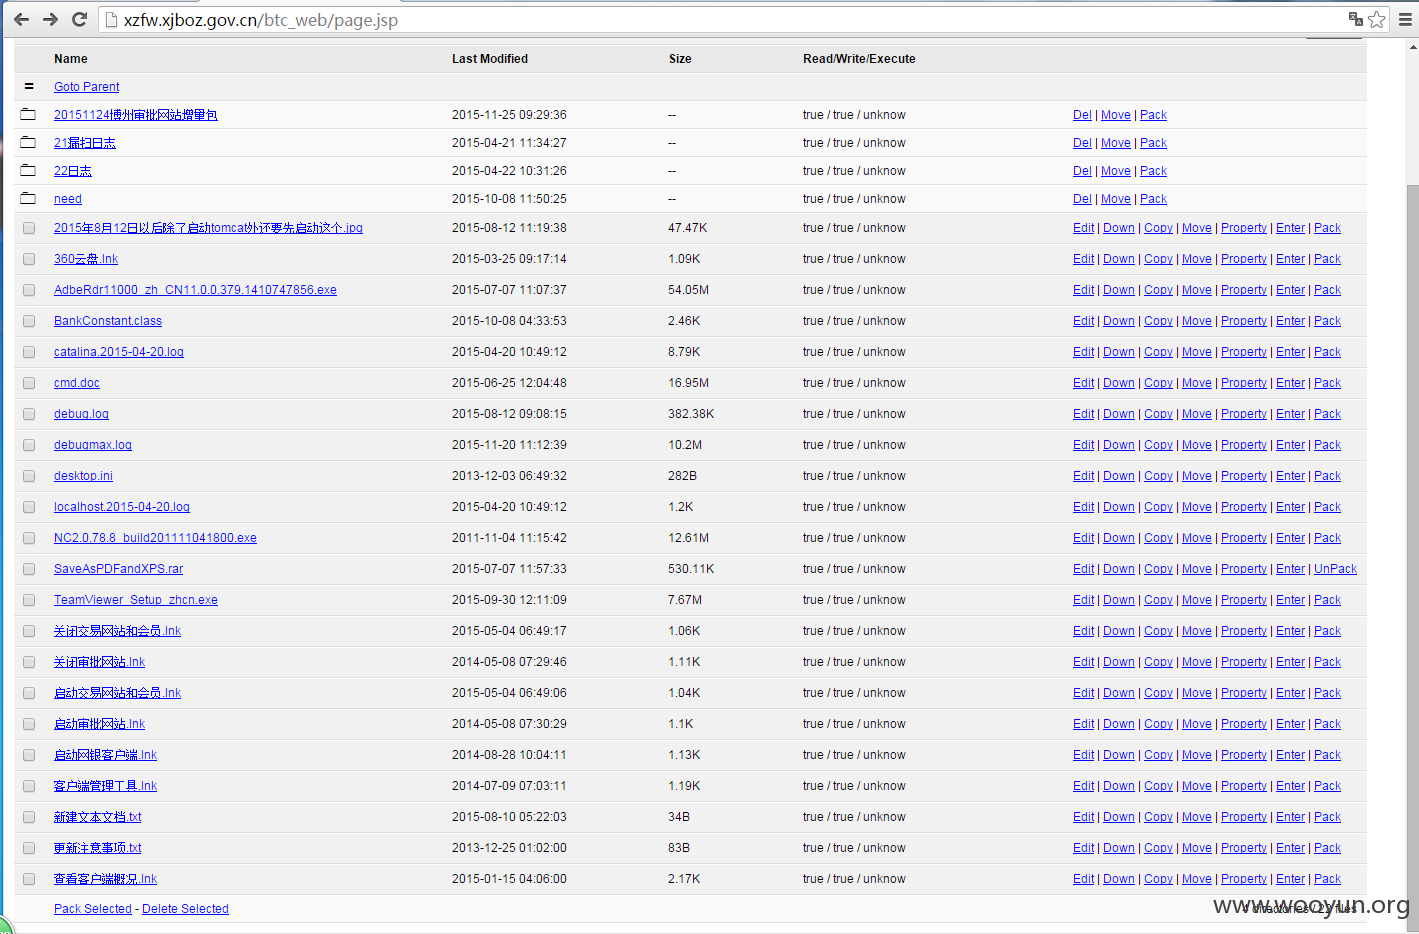 xzfw.xjboz.gov.cn/btc_web/page.jsp
Name Last Modified Size Read/Write/Execute
= Goto Parent
20151124博州审批网站增量包 2015-11-25 09:29:36 -- true / true / unknow Del | Move | Pack
21漏扫日志 2015-04-21 11:34:27 -- true / true / unknow Del | Move | Pack
22日志 2015-04-22 10:31:26 -- true / true / unknow Del | Move | Pack
need 2015-10-08 11:50:25 -- true / true / unknow Del | Move | Pack
2015年8月12日以后除了启动tomcat外还要先启动这个.jpg 2015-08-12 11:19:38 47.47K true / true / unknow Edit | Down | Copy | Move | Property | Enter | Pack
360云盘.lnk 2015-03-25 09:17:14 1.09K true / true / unknow Edit | Down | Copy | Move | Property | Enter | Pack
AdbeRdr11000_zh_CN11.0.0.379.1410747856.exe 2015-07-07 11:07:37 54.05M true / true / unknow Edit | Down | Copy | Move | Property | Enter | Pack
BankConstant.class 2015-10-08 04:33:53 2.46K true / true / unknow Edit | Down | Copy | Move | Property | Enter | Pack
catalina.2015-04-20.log 2015-04-20 10:49:12 8.79K true / true / unknow Edit | Down | Copy | Move | Property | Enter | Pack
cmd.doc 2015-06-25 12:04:48 16.95M true / true / unknow Edit | Down | Copy | Move | Property | Enter | Pack
debug.log 2015-08-12 09:08:15 382.38K true / true / unknow Edit | Down | Copy | Move | Property | Enter | Pack
debugmax.log 2015-11-20 11:12:39 10.2M true / true / unknow Edit | Down | Copy | Move | Property | Enter | Pack
desktop.ini 2013-12-03 06:49:32 282B true / true / unknow Edit | Down | Copy | Move | Property | Enter | Pack
localhost.2015-04-20.log 2015-04-20 10:49:12 1.2K true / true / unknow Edit | Down | Copy | Move | Property | Enter | Pack
NC2.0.78.8_build201111041800.exe 2011-11-04 11:15:42 12.61M true / true / unknow Edit | Down | Copy | Move | Property | Enter | Pack
SaveAsPDFandXPS.rar 2015-07-07 11:57:33 530.11K true / true / unknow Edit | Down | Copy | Move | Property | Enter | UnPack
TeamViewer_Setup_zhcn.exe 2015-09-30 12:11:09 7.67M true / true / unknow Edit | Down | Copy | Move | Property | Enter | Pack
关闭交易网站和会员.lnk 2015-05-04 06:49:17 1.06K true / true / unknow Edit | Down | Copy | Move | Property | Enter | Pack
关闭审批网站.lnk 2014-05-08 07:29:46 1.11K true / true / unknow Edit | Down | Copy | Move | Property | Enter | Pack
启动交易网站和会员.lnk 2015-05-04 06:49:06 1.04K true / true / unknow Edit | Down | Copy | Move | Property | Enter | Pack
启动审批网站.lnk 2014-05-08 07:30:29 1.1K true / true / unknow Edit | Down | Copy | Move | Property | Enter | Pack
启动网银客户端.lnk 2014-08-28 10:04:11 1.13K true / true / unknow Edit | Down | Copy | Move | Property | Enter | Pack
客户端管理工具.lnk 2014-07-09 07:03:11 1.19K true / true / unknow Edit | Down | Copy | Move | Property | Enter | Pack
新建文本文档.txt 2015-08-10 05:22:03 34B true / true / unknow Edit | Down | Copy | Move | Property | Enter | Pack
更新注意事项.txt 2013-12-25 01:02:00 83B true / true / unknow Edit | Down | Copy | Move | Property | Enter | Pack
查看客户端概况.lnk 2015-01-15 04:06:00 2.17K true / true / unknow Edit | Down | Copy | Move | Property | Enter | Pack
Pack Selected - Delete Selected 4 directories / 22 files
www.wooyun.org